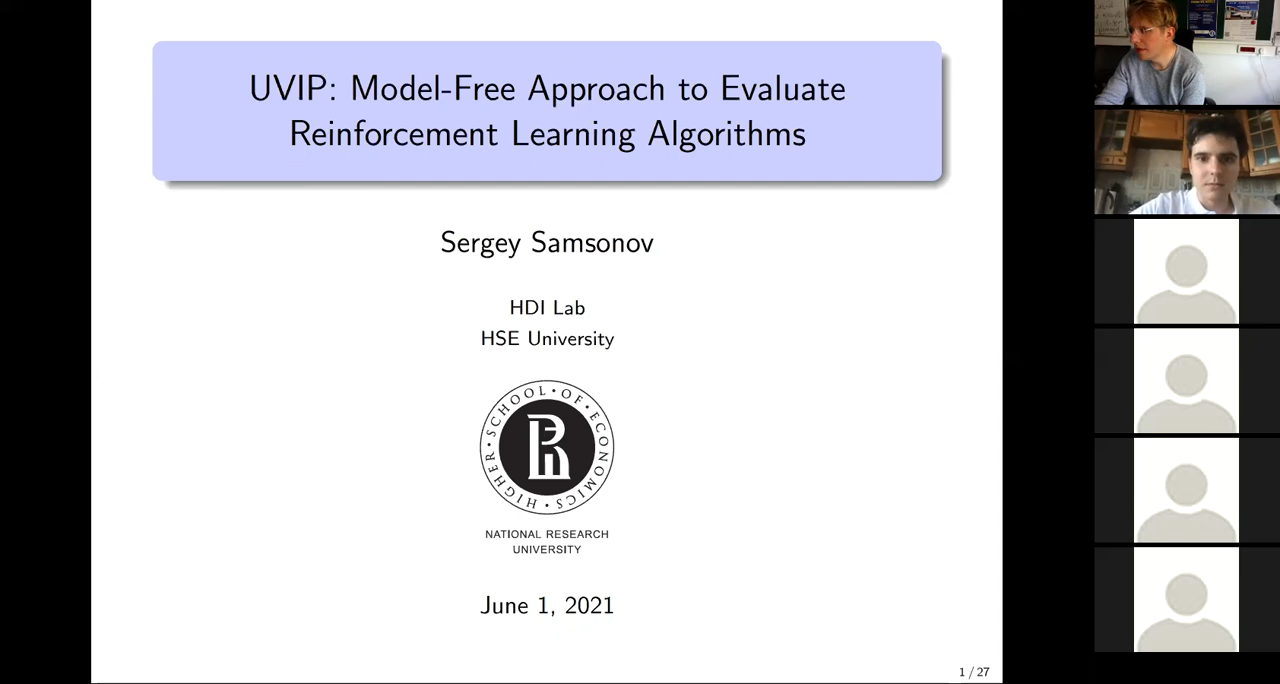 UVIP: Model-Free Approach to Evaluate
Reinforcement Learning Algorithms
Sergey Samsonov
HDI Lab
HSE University
HIGHER • SCHOOL • OF • ECONOMICS •
NATIONAL RESEARCH
UNIVERSITY
June 1, 2021
1 / 27